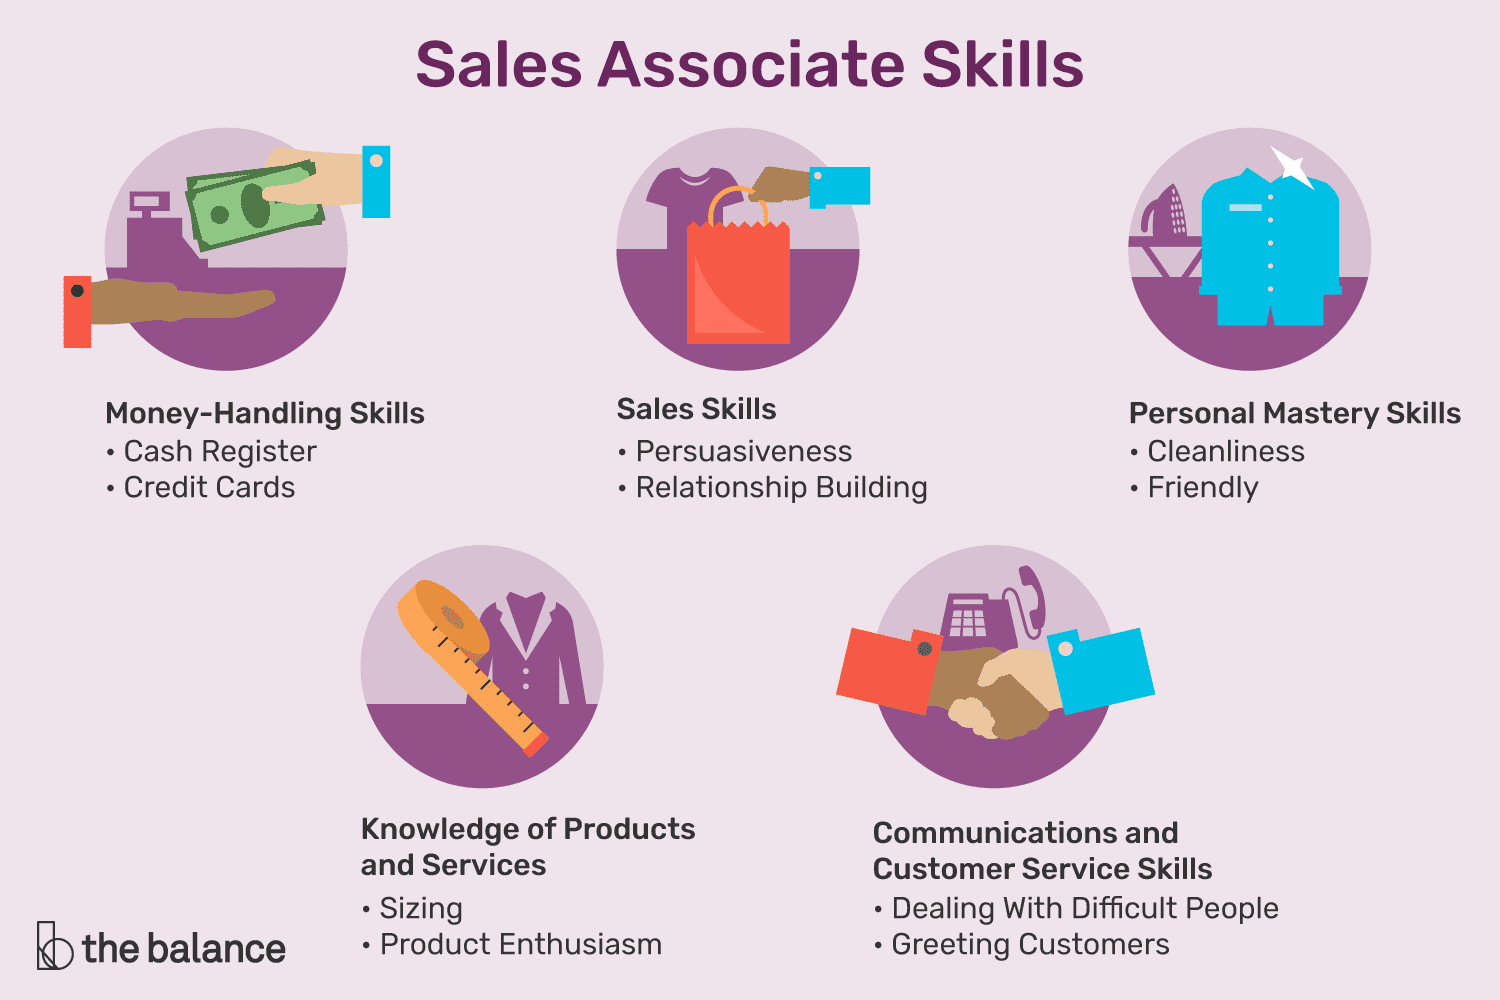 Sales Associate Skills
Money-Handling Skills
• Cash Register
• Credit Cards
Sales Skills
• Persuasiveness
• Relationship Building
Personal Mastery Skills
• Cleanliness
• Friendly
Knowledge of Products
and Services
• Sizing
• Product Enthusiasm
Communications and
Customer Service Skills
• Dealing With Difficult People
• Greeting Customers
the balance